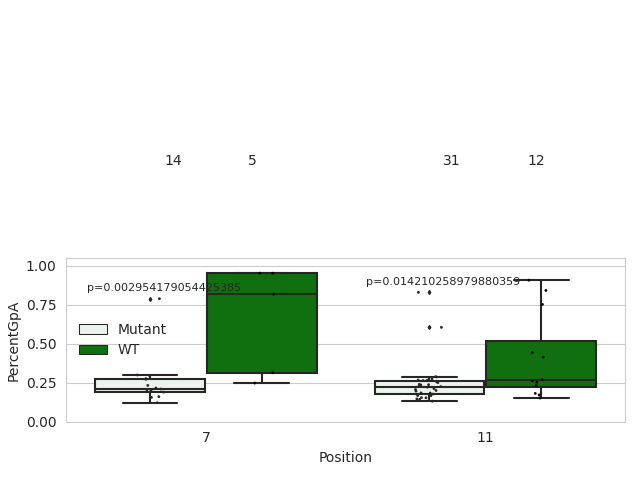 14 5 31 12
1.00
p=0.014210258979880359
p=0.002954179054425385
0.75
Mutant
WT
0.50
0.25
0.00
PercentGpA
7 11
Position